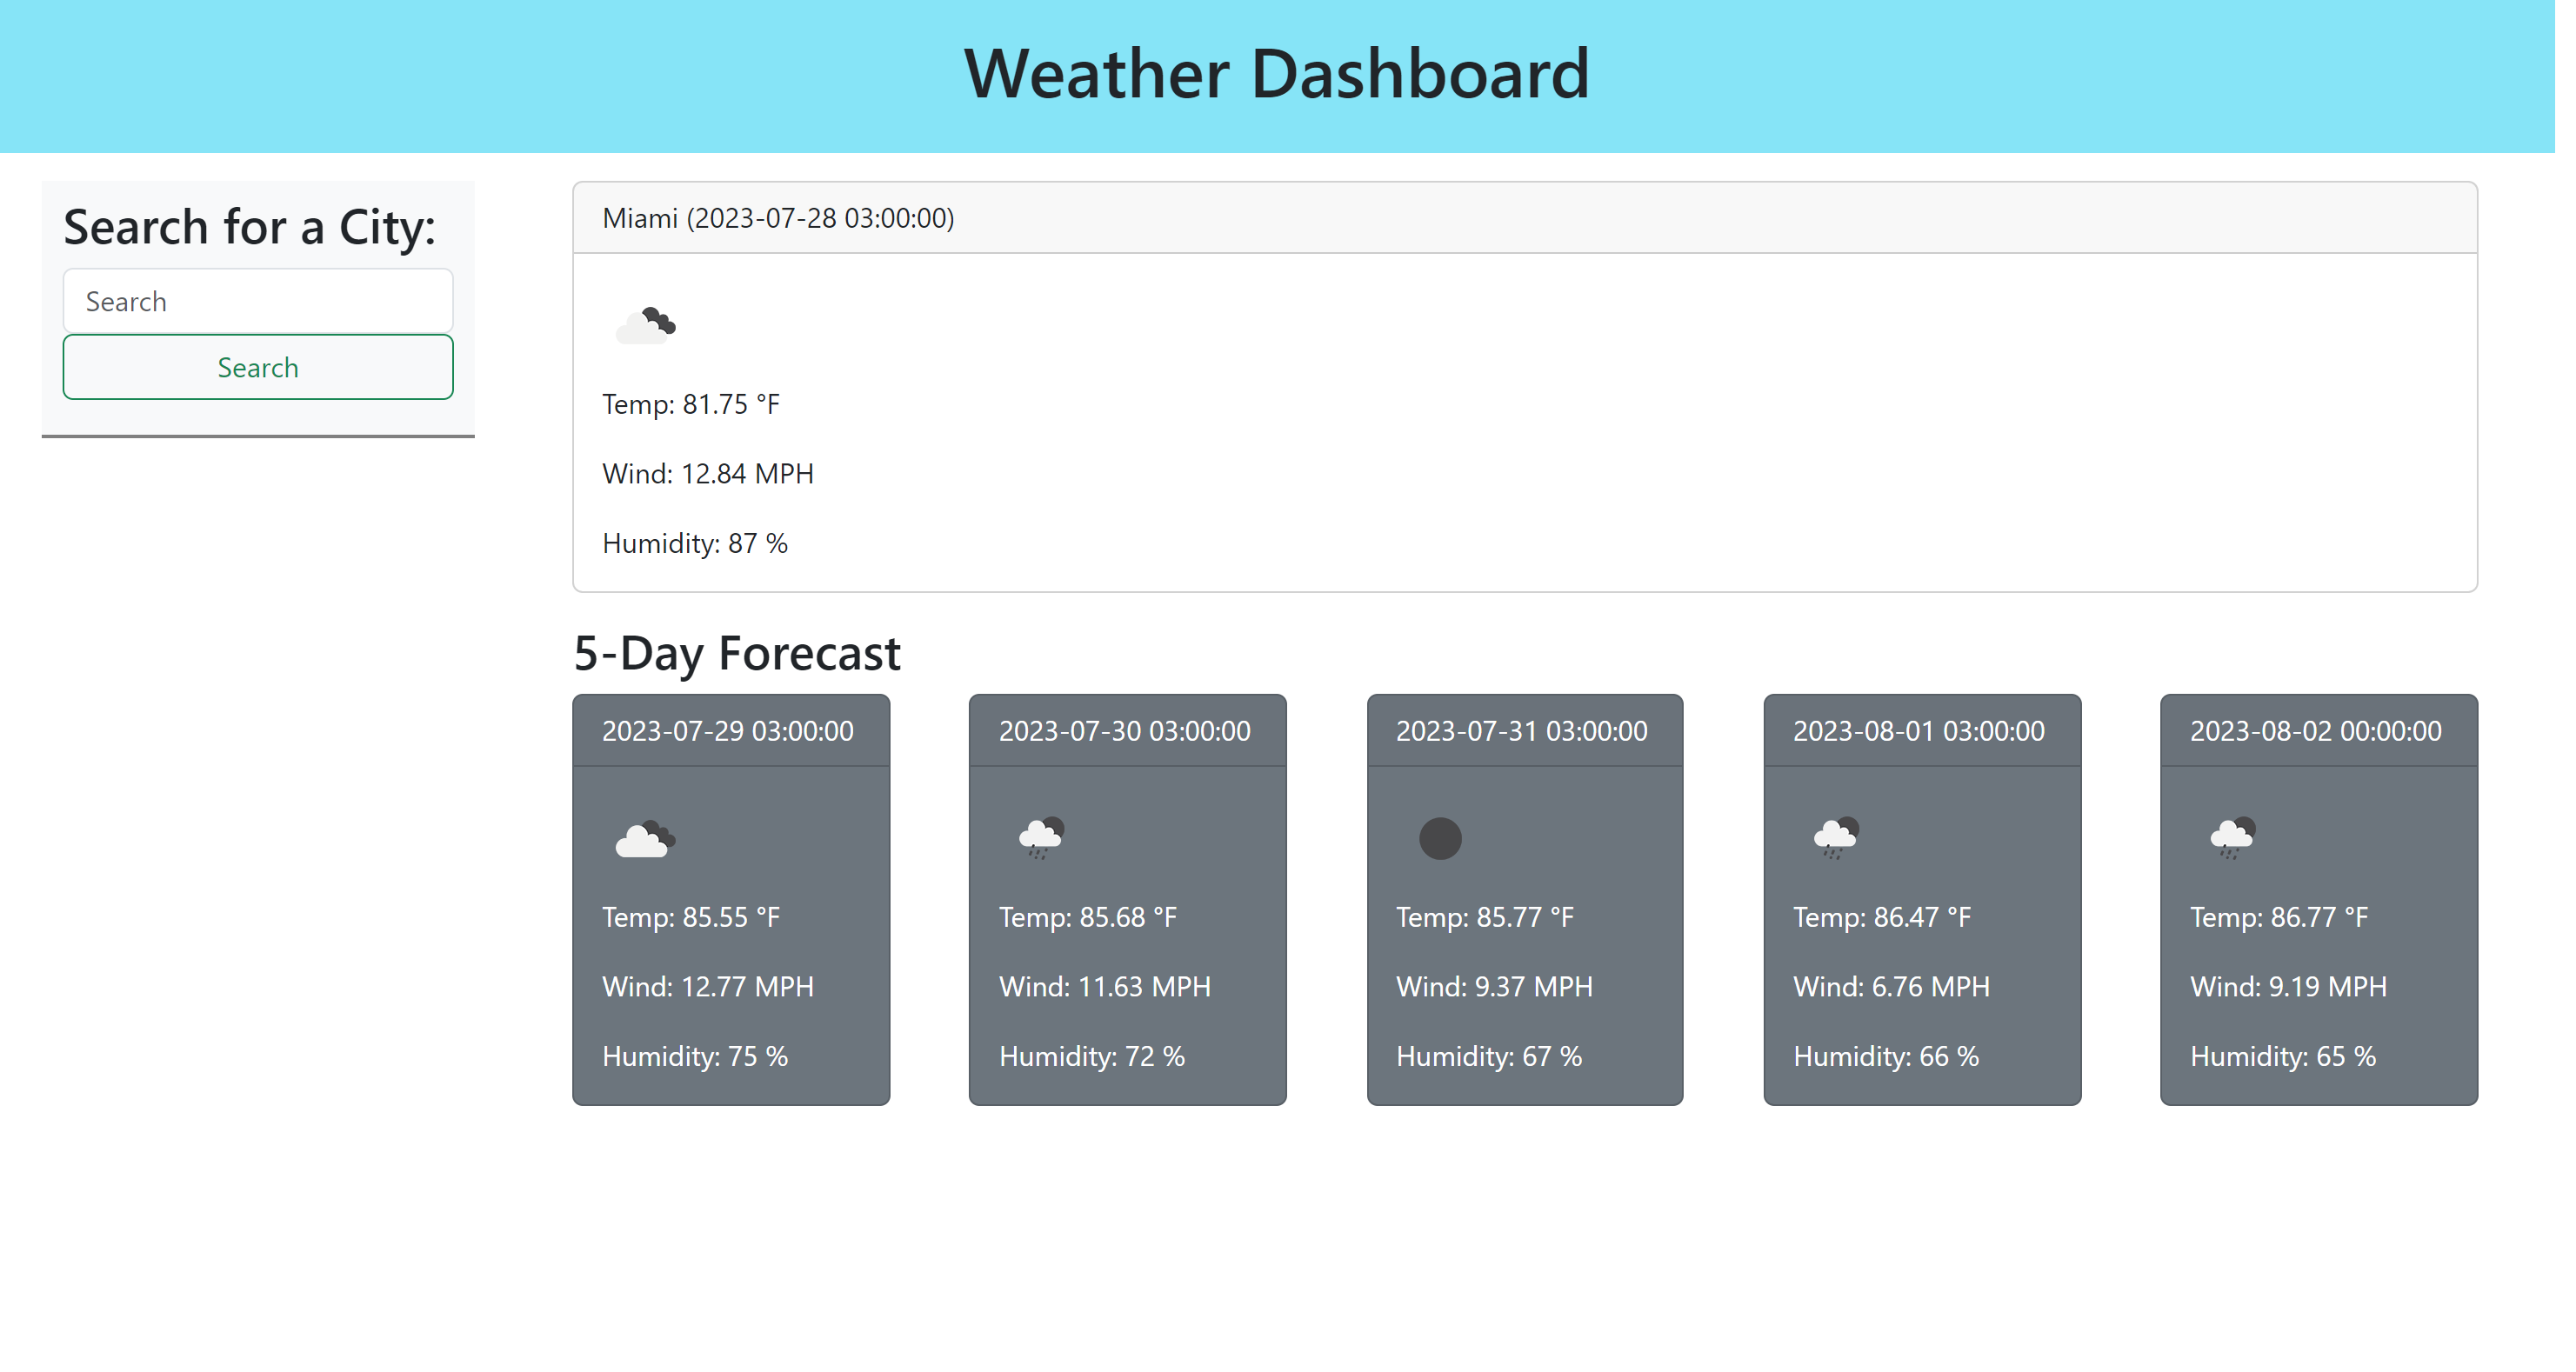 Weather Dashboard
Search for a City:
Search
Search
Miami (2023-07-28 03:00:00)
Temp: 81.75 °F
Wind: 12.84 MPH
Humidity: 87 %
5-Day Forecast
2023-07-29 03:00:00
Temp: 85.55 °F
Wind: 12.77 MPH
Humidity: 75 %
2023-07-30 03:00:00
Temp: 85.68 °F
Wind: 11.63 MPH
Humidity: 72 %
2023-07-31 03:00:00
Temp: 85.77 °F
Wind: 9.37 MPH
Humidity: 67 %
2023-08-01 03:00:00
Temp: 86.47 °F
Wind: 6.76 MPH
Humidity: 66 %
2023-08-02 00:00:00
Temp: 86.77 °F
Wind: 9.19 MPH
Humidity: 65 %